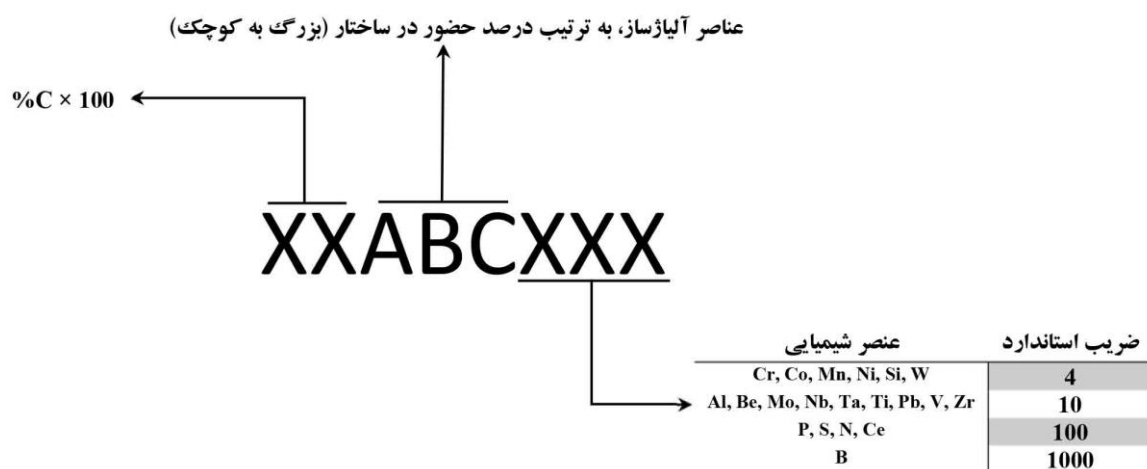 عناصر آلیاژساز، به ترتیب درصد حضور در ساختار (بزرگ به کوچک)
%C × 100
XXABCXXX
عنصر شیمیایی ضریب استاندارد
Cr, Co, Mn, Ni, Si, W 4
Al, Be, Mo, Nb, Ta, Ti, Pb, V, Zr 10
P, S, N, Ce 100
B 1000